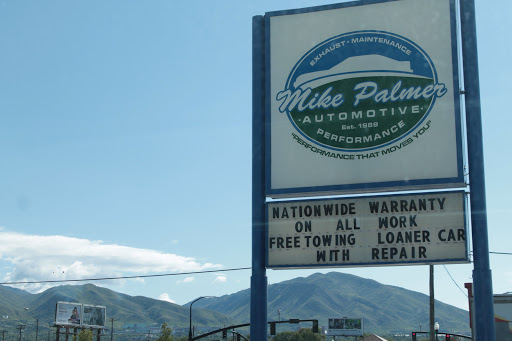 EXHAUST · MAINTENANCE
Mike Palmer
· AUTOMOTIVE ·
Est. 1989
PERFORMANCE
"PERFORMANCE THAT MOVES YOU"
NATIONWIDE WARRANTY
ON ALL WORK
FREE TOWING LOANER CAR
WITH REPAIR